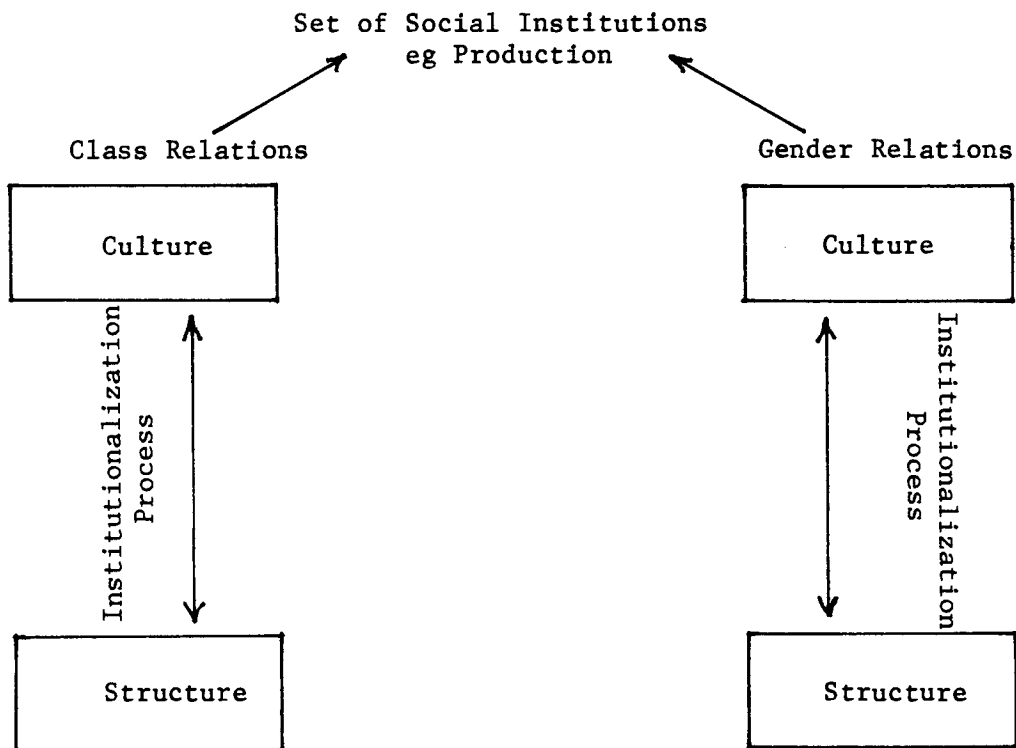 Set of Social Institutions
eg Production
Class Relations
Gender Relations
Culture
Culture
Institutionalization
Process
Institutionalization
Process
Structure
Structure